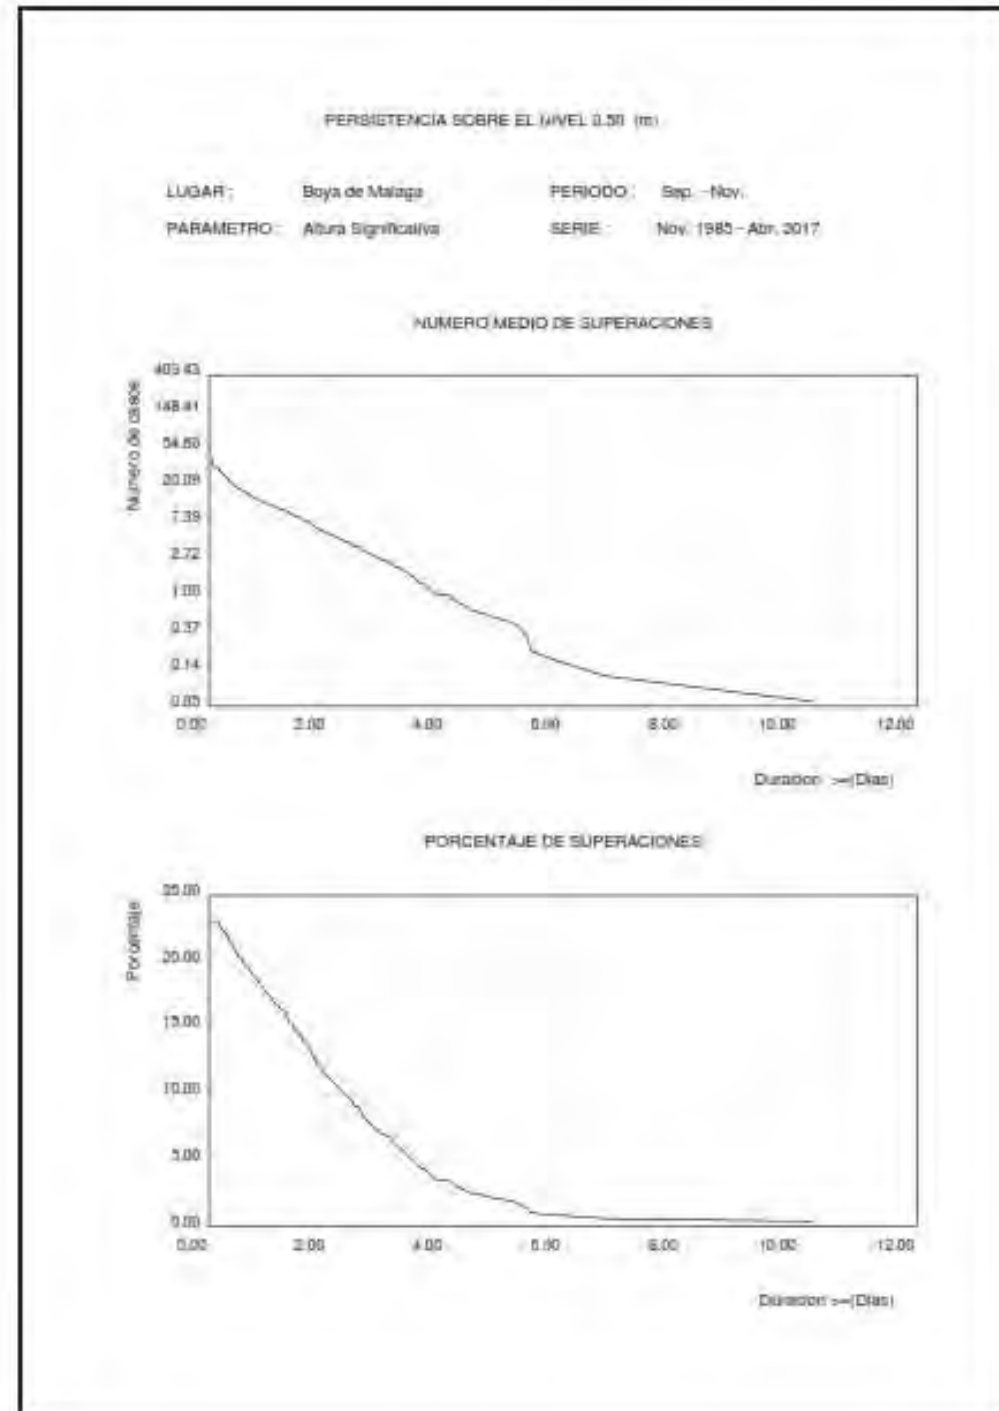 PERSISTENCIA SOBRE EL NIVEL 0.50 (m)
LUGAR : Boya de Malaga PERIODO : Sep. - Nov.
PARAMETRO : Altura Significativa SERIE : Nov. 1985 - Abr. 2017
NUMERO MEDIO DE SUPERACIONES
Numero de casos
403.43
148.41
54.60
20.09
7.39
2.72
1.00
0.37
0.14
0.05
0.00 2.00 4.00 6.00 8.00 10.00 12.00
Duracion >=(Dias)
PORCENTAJE DE SUPERACIONES
Porcentaje
25.00
20.00
15.00
10.00
5.00
0.00
0.00 2.00 4.00 6.00 8.00 10.00 12.00
Duracion >=(Dias)